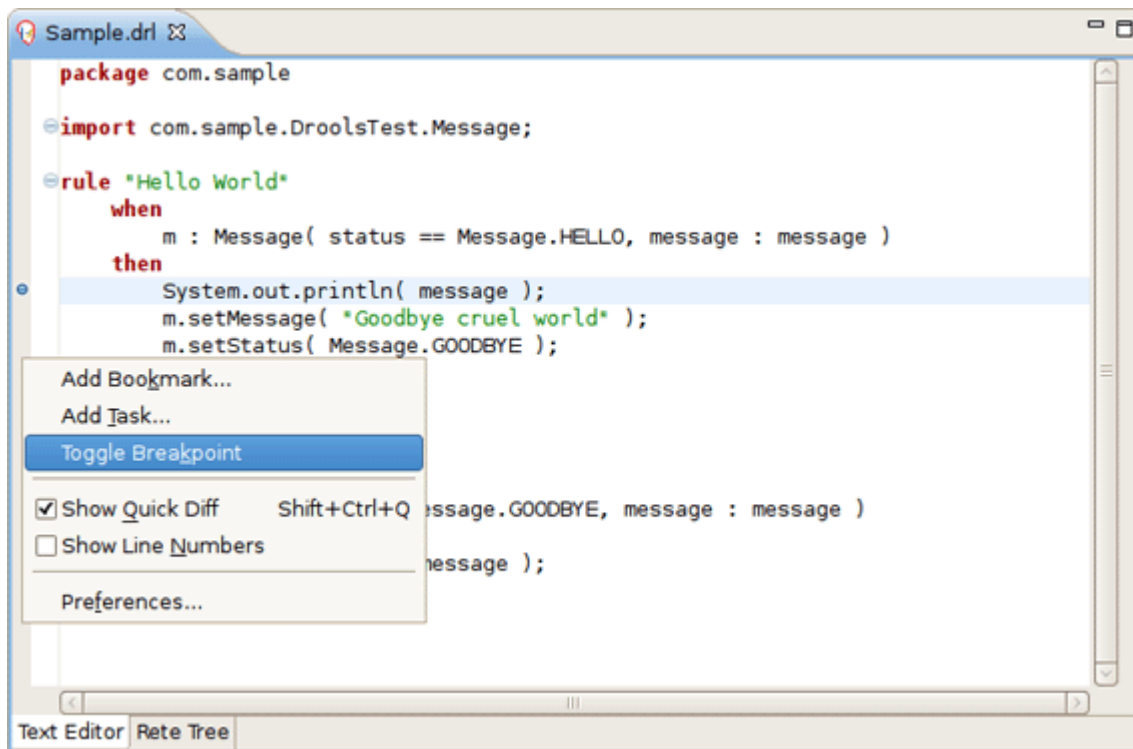 Sample.drl
package com.sample
import com.sample.DroolsTest.Message;
rule "Hello World"
when
m : Message( status == Message.HELLO, message : message )
then
System.out.println( message );
m.setMessage( "Goodbye cruel world" );
m.setStatus( Message.GOODBYE );
Add Bookmark...
Add Task...
Toggle Breakpoint
Show Quick Diff Shift+Ctrl+Q essage.GOODBYE, message : message )
Show Line Numbers
essage );
Preferences...
Text Editor Rete Tree